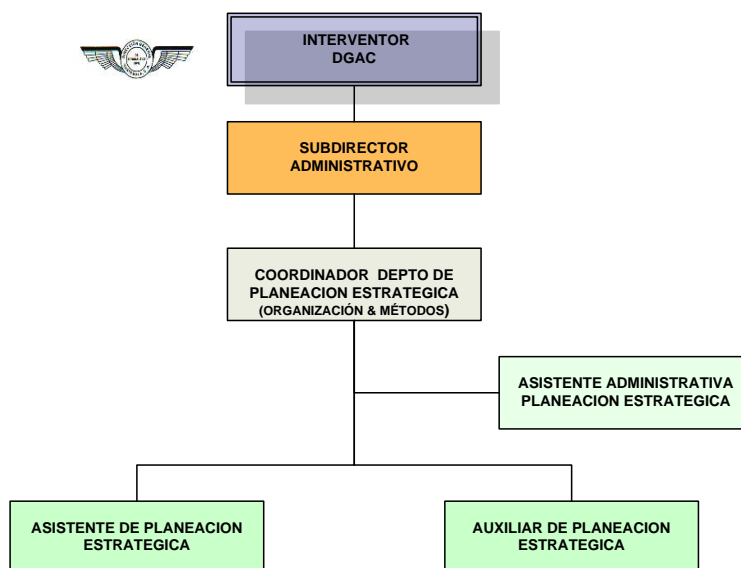 INTERVENTOR
DGAC
SUBDIRECTOR
ADMINISTRATIVO
COORDINADOR DEPTO DE
PLANEACION ESTRATEGICA
(ORGANIZACIÓN & MÉTODOS)
ASISTENTE ADMINISTRATIVA
PLANEACION ESTRATEGICA
ASISTENTE DE PLANEACION
ESTRATEGICA
AUXILIAR DE PLANEACION
ESTRATEGICA